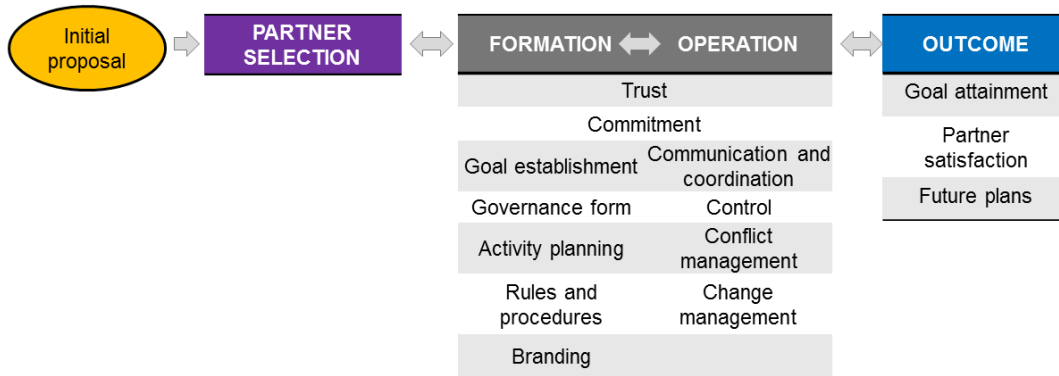 Initial
proposal
PARTNER
SELECTION
FORMATION
OPERATION
OUTCOME
Trust
Commitment
Goal establishment
Communication and
coordination
Governance form
Control
Activity planning
Conflict
management
Rules and
procedures
Change
management
Branding
Goal attainment
Partner
satisfaction
Future plans